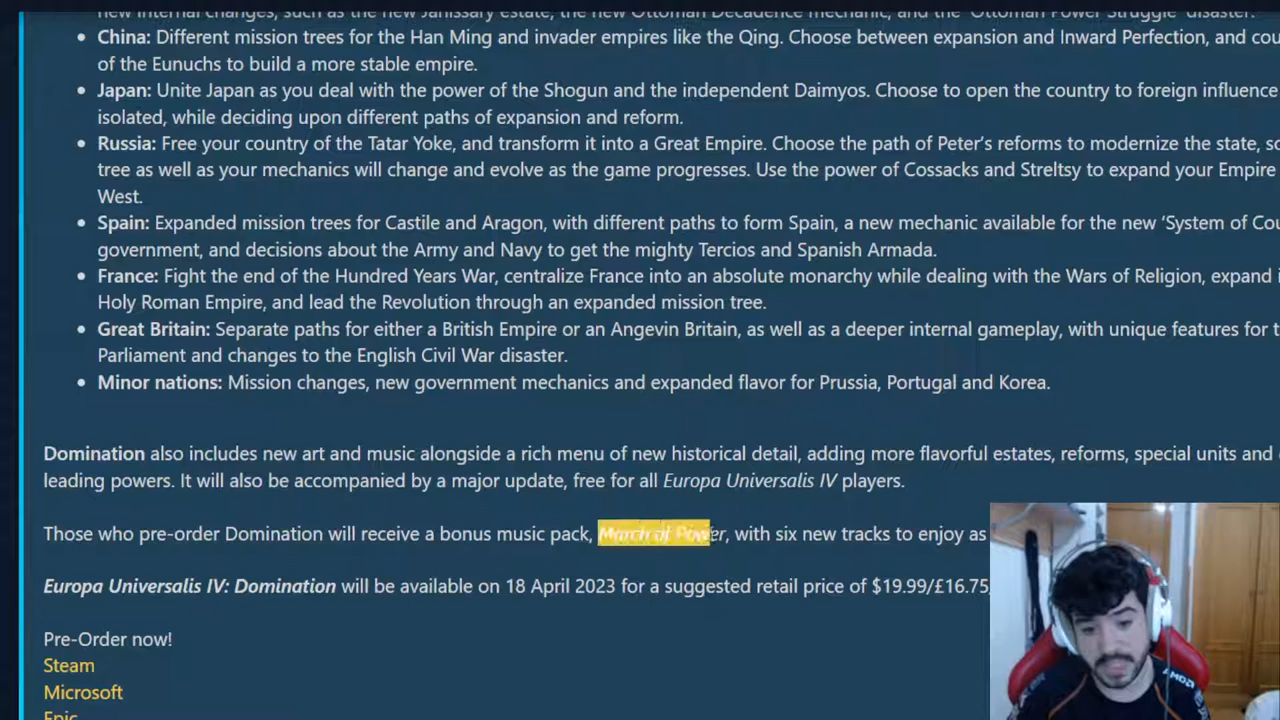 new internal changes, such as the new Janissary estate, the new Ottoman Decadence mechanic, and the 'Ottoman Power Struggle' disaster.
• China: Different mission trees for the Han Ming and invader empires like the Qing. Choose between expansion and Inward Perfection, and cou
of the Eunuchs to build a more stable empire.
• Japan: Unite Japan as you deal with the power of the Shogun and the independent Daimyos. Choose to open the country to foreign influence
isolated, while deciding upon different paths of expansion and reform.
• Russia: Free your country of the Tatar Yoke, and transform it into a Great Empire. Choose the path of Peter's reforms to modernize the state, so
tree as well as your mechanics will change and evolve as the game progresses. Use the power of Cossacks and Streltsy to expand your Empire
West.
• Spain: Expanded mission trees for Castile and Aragon, with different paths to form Spain, a new mechanic available for the new 'System of Cou
government, and decisions about the Army and Navy to get the mighty Tercios and Spanish Armada.
• France: Fight the end of the Hundred Years War, centralize France into an absolute monarchy while dealing with the Wars of Religion, expand i
Holy Roman Empire, and lead the Revolution through an expanded mission tree.
• Great Britain: Separate paths for either a British Empire or an Angevin Britain, as well as a deeper internal gameplay, with unique features for t
Parliament and changes to the English Civil War disaster.
• Minor nations: Mission changes, new government mechanics and expanded flavor for Prussia, Portugal and Korea.
Domination also includes new art and music alongside a rich menu of new historical detail, adding more flavorful estates, reforms, special units and
leading powers. It will also be accompanied by a major update, free for all Europa Universalis IV players.
Those who pre-order Domination will receive a bonus music pack, March of Power, with six new tracks to enjoy as
Europa Universalis IV: Domination will be available on 18 April 2023 for a suggested retail price of $19.99/£16.75/
Pre-Order now!
Steam
Microsoft
Epic
AMD